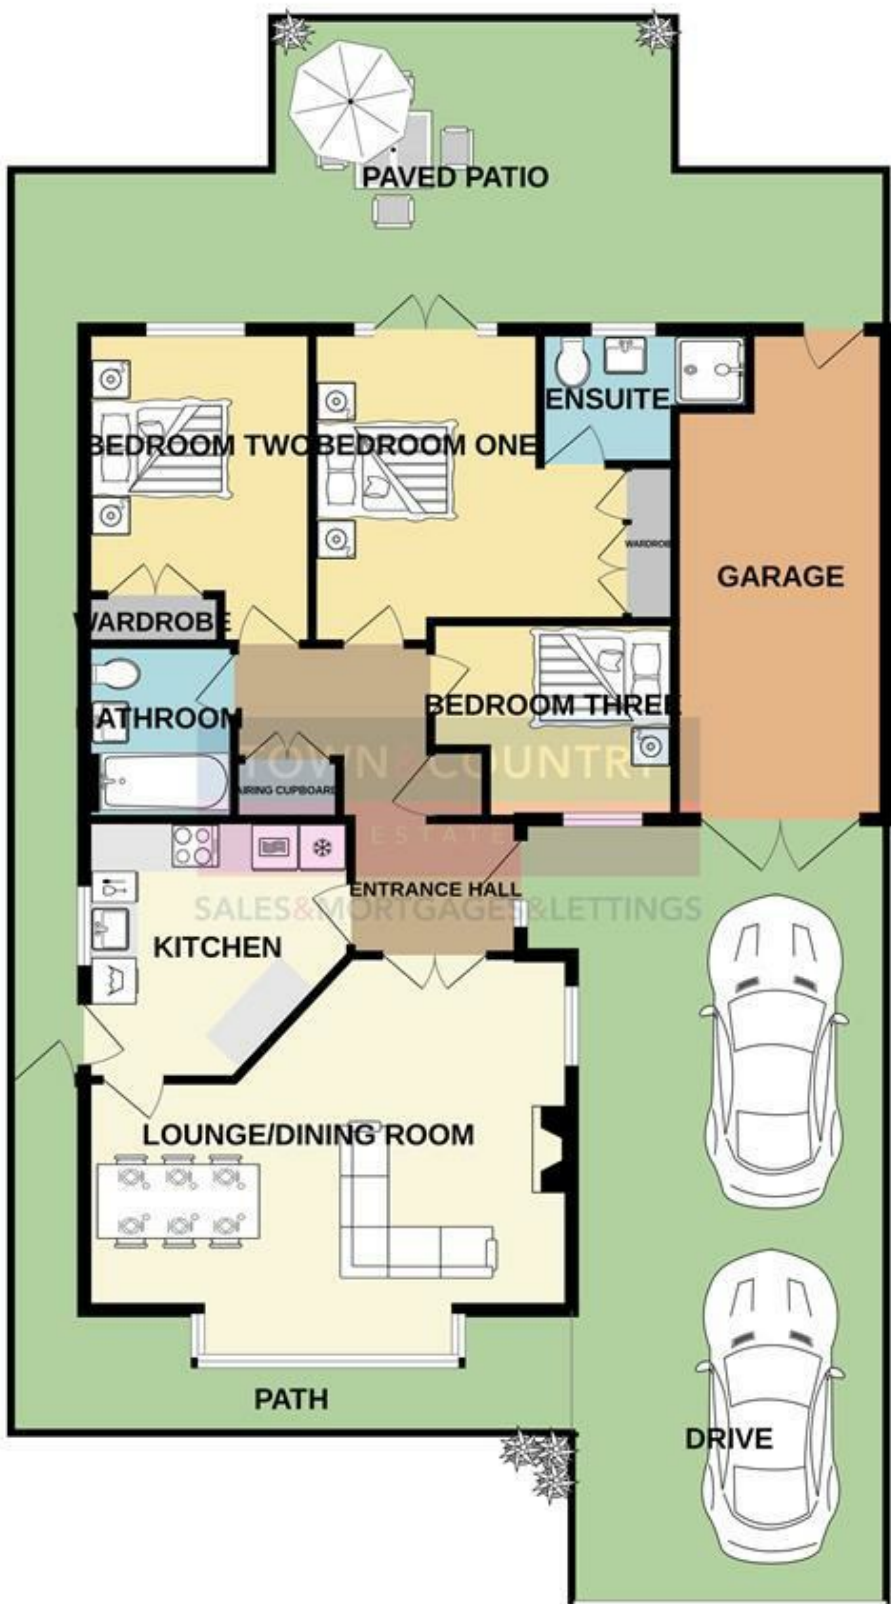 PAVED PATIO
ENSUITE
BEDROOM TWO
BEDROOM ONE
WARDROBE
GARAGE
WARDROBE
BEDROOM THREE
BATHROOM
TOWN & COUNTRY
AIRING CUPBOARD
ESTATE
ENTRANCE HALL
SALES&MORTGAGES&LETTINGS
KITCHEN
LOUNGE/DINING ROOM
PATH
DRIVE